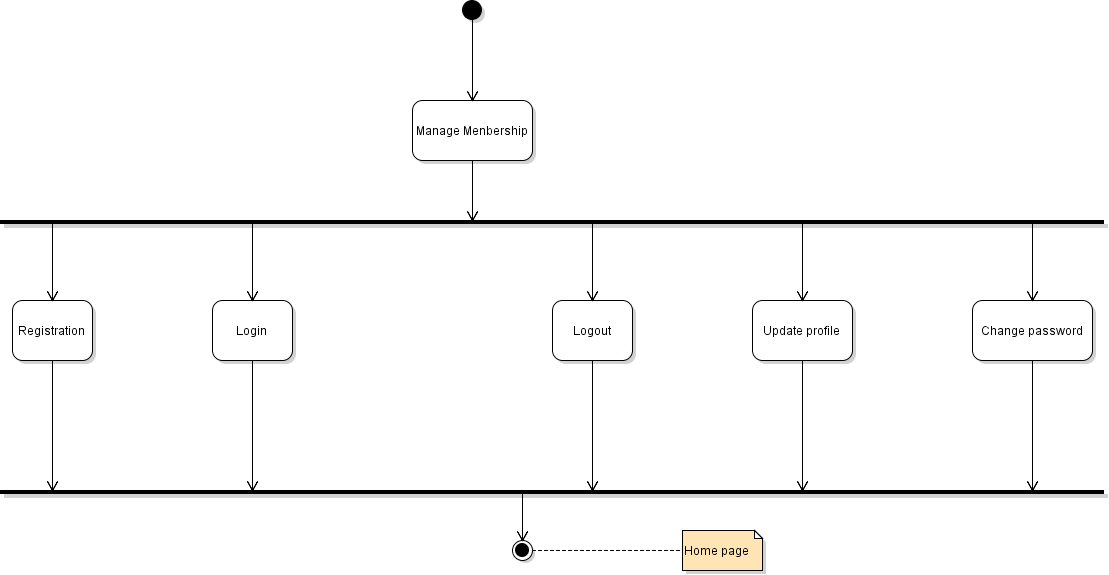 Manage Menbership
Registration
Login
Logout
Update profile
Change password
Home page